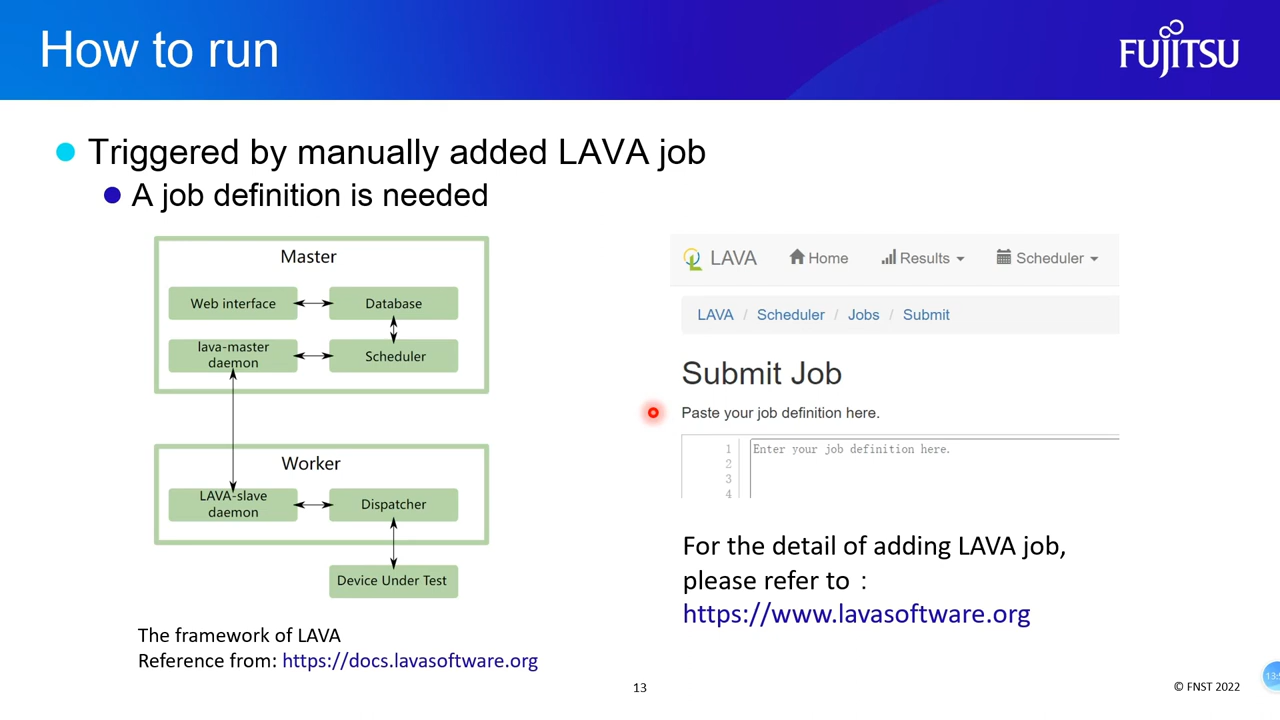 How to run
FUJITSU
Triggered by manually added LAVA job
A job definition is needed
Master
Web interface
Database
lava-master
daemon
Scheduler
Worker
LAVA-slave
daemon
Dispatcher
Device Under Test
The framework of LAVA
Reference from: https://docs.lavasoftware.org
LAVA Home Results Scheduler
LAVA / Scheduler / Jobs / Submit
Submit Job
Paste your job definition here.
1 Enter your job definition here.
2
3
4
For the detail of adding LAVA job,
please refer to：
https://www.lavasoftware.org
13
© FNST 2022